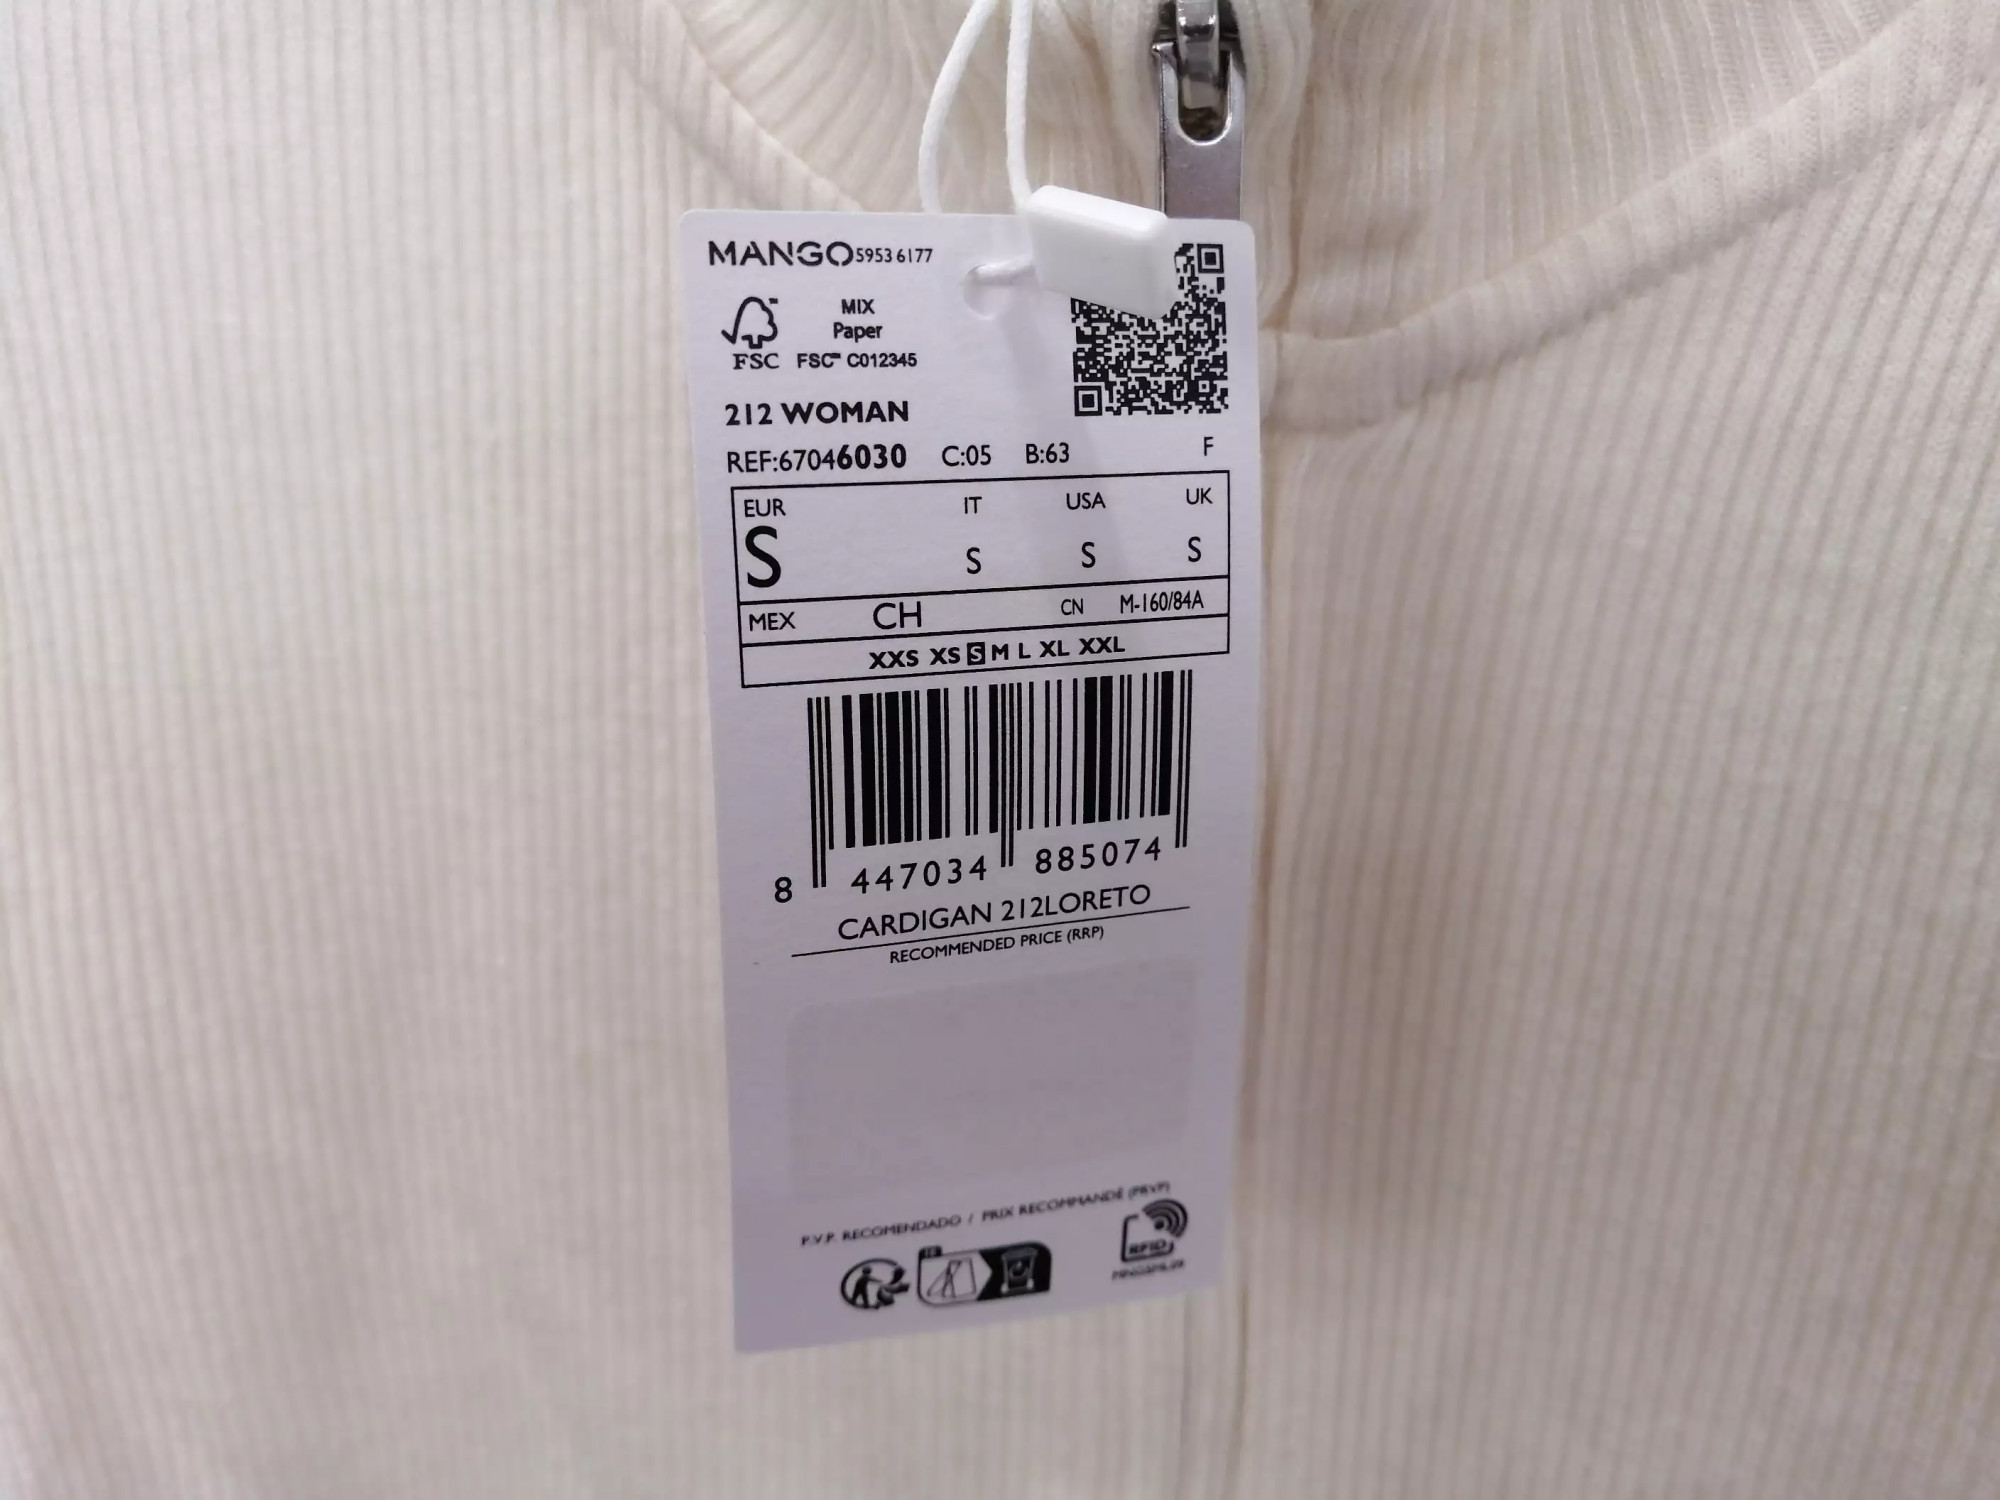 MANGO 5953 6177
MIX
Paper
FSC FSC™ C012345
212 WOMAN
REF:67046030 C:05 B:63 F
EUR IT USA UK
S S S S
MEX CH CN M-160/84A
XXS XS S M L XL XXL
8 447034 885074
CARDIGAN 212LORETO
RECOMMENDED PRICE (RRP)
P.V.P. RECOMENDADO / PRIX RECOMMANDÉ (PRVP)
RFID